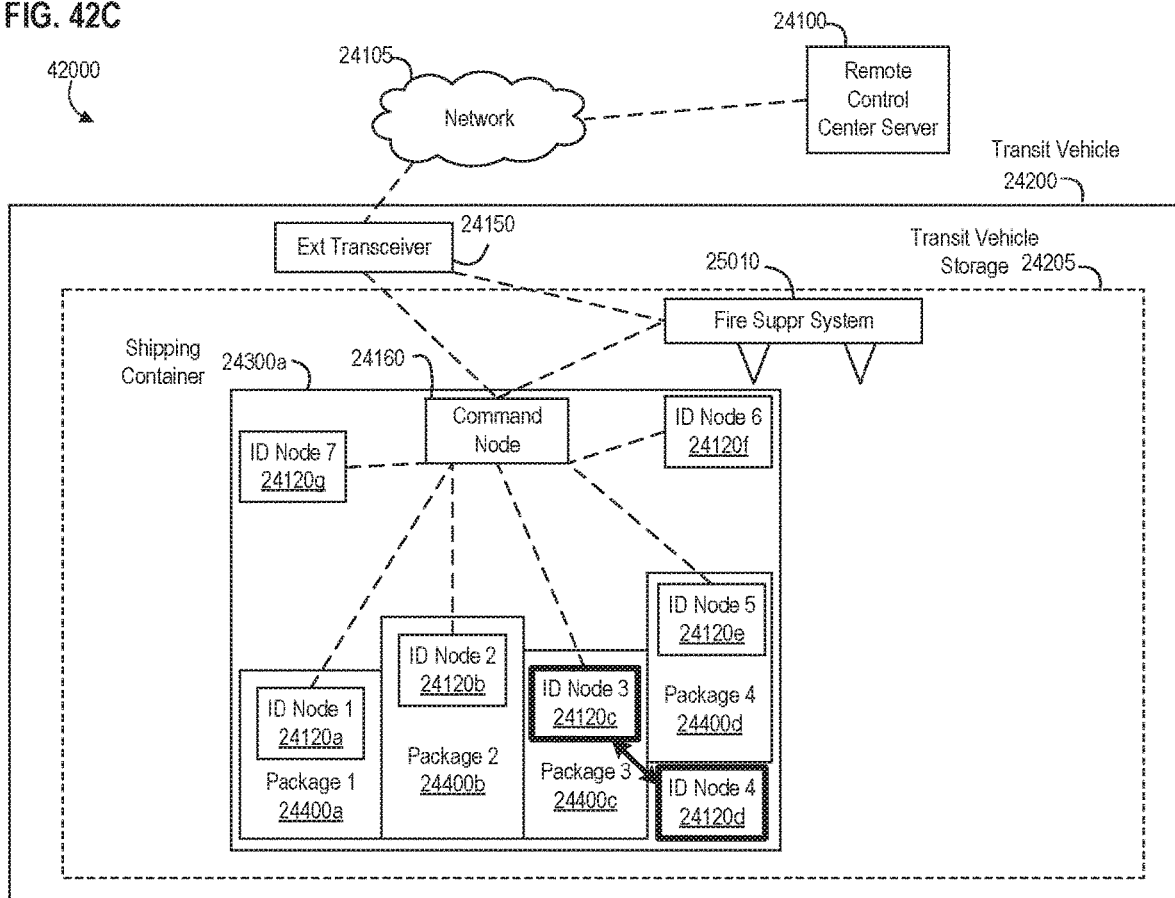 FIG. 42C
42000
24105
24100
Network
Remote
Control
Center Server
Transit Vehicle
24200
Ext Transceiver
24150
Transit Vehicle
Storage 24205
25010
Fire Suppr System
Shipping
Container
24300a
24160
Command
Node
ID Node 6
24120f
ID Node 7
24120g
ID Node 5
24120e
ID Node 2
24120b
ID Node 3
24120c
Package 4
24400d
ID Node 1
24120a
Package 2
24400b
Package 3
24400c
Package 1
24400a
ID Node 4
24120d